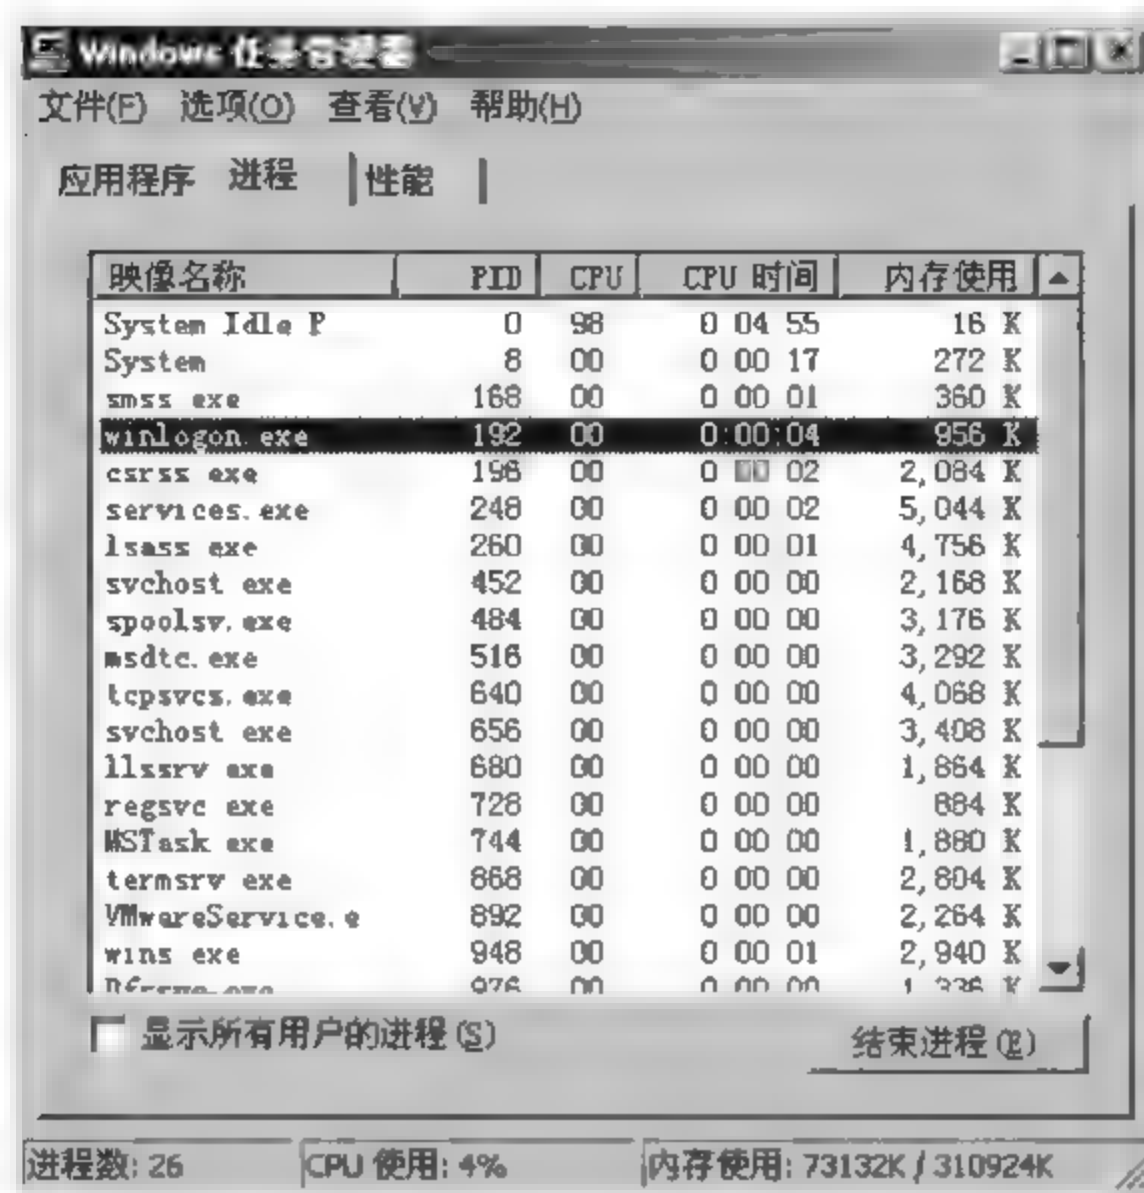 Windows 任务管理器
文件(F) 选项(O) 查看(V) 帮助(H)
应用程序 进程 性能
映像名称 PID CPU CPU 时间 内存使用
System Idle P 0 98 0 04 55 16 K
System 8 00 0 00 17 272 K
smss exe 168 00 0 00 01 360 K
winlogon.exe 192 00 0:00:04 956 K
csrss exe 196 00 0 00 02 2,084 K
services.exe 248 00 0 00 02 5,044 K
lsass exe 260 00 0 00 01 4,756 K
svchost exe 452 00 0 00 00 2,168 K
spoolsv.exe 484 00 0 00 00 3,176 K
msdtc.exe 516 00 0 00 00 3,292 K
tcpsvcs.exe 640 00 0 00 00 4,068 K
svchost exe 656 00 0 00 00 3,408 K
llssrv exe 680 00 0 00 00 1,864 K
regsvc exe 728 00 0 00 00 884 K
MSTask exe 744 00 0 00 00 1,880 K
termsrv exe 868 00 0 00 00 2,804 K
VMwareService.e 892 00 0 00 00 2,264 K
wins exe 948 00 0 00 01 2,940 K
976 00 0 00 00 1,336 K
显示所有用户的进程(S)
结束进程(E)
进程数: 26 CPU 使用: 4% 内存使用: 73132K / 310924K